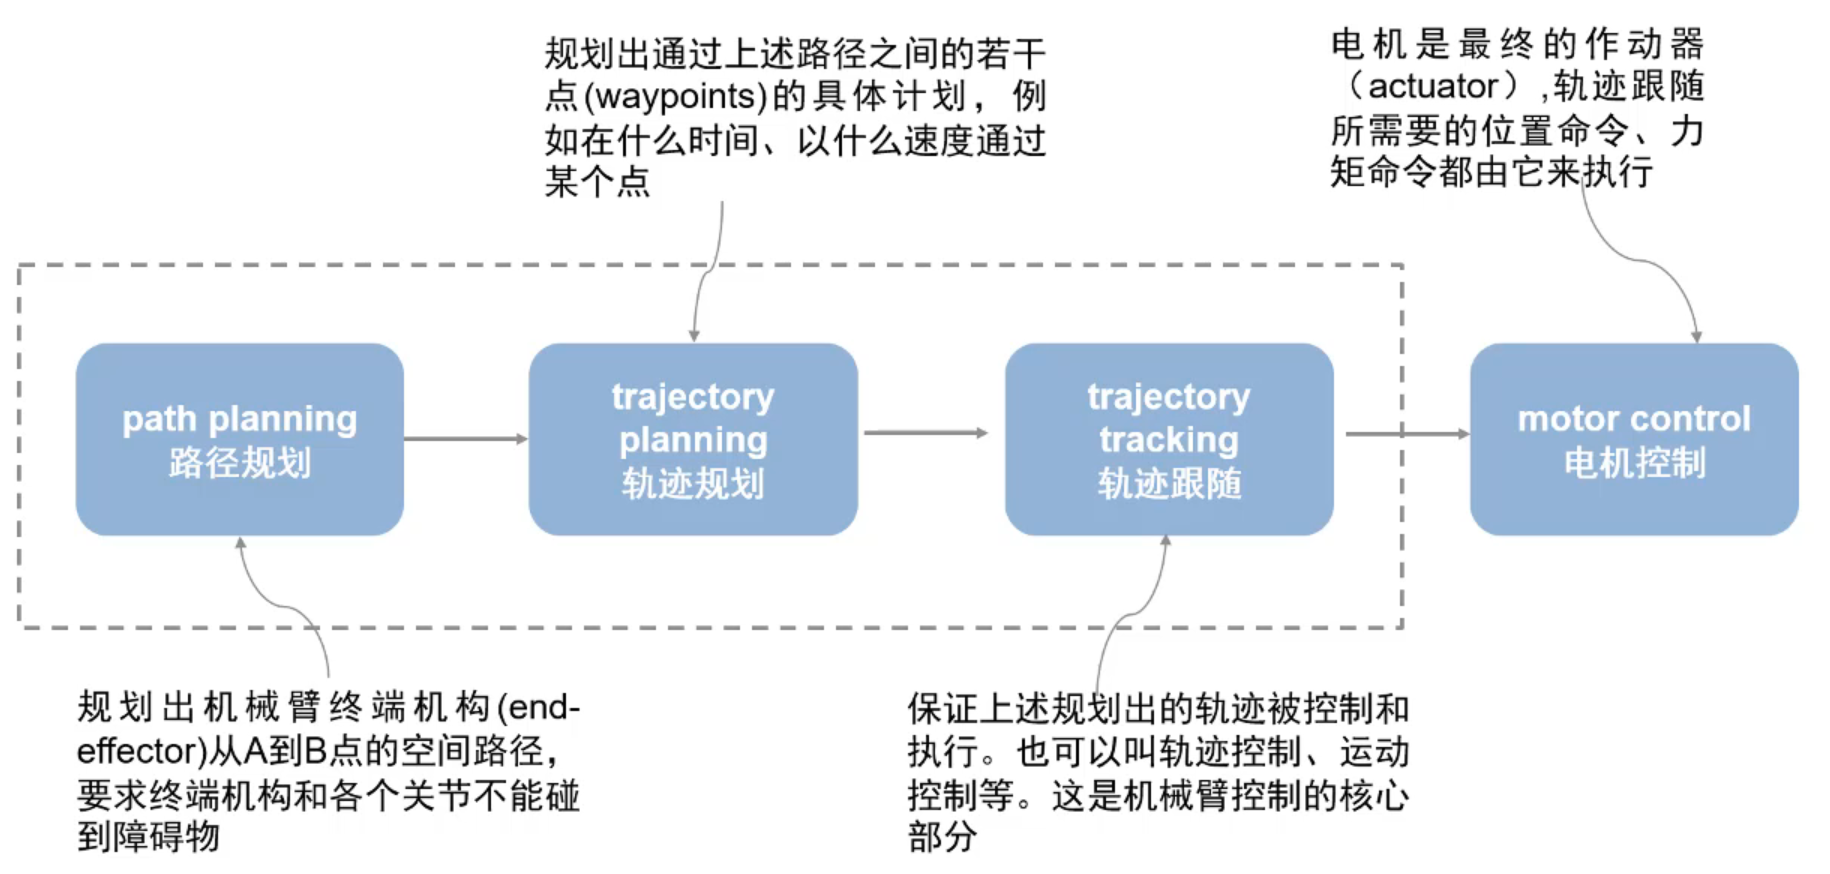 规划出通过上述路径之间的若干
点(waypoints)的具体计划，例
如在什么时间、以什么速度通过
某个点
电机是最终的作动器
（actuator）,轨迹跟随
所需要的位置命令、力
矩命令都由它来执行
path planning
路径规划
trajectory
planning
轨迹规划
trajectory
tracking
轨迹跟随
motor control
电机控制
规划出机械臂终端机构(end-
effector)从A到B点的空间路径，
要求终端机构和各个关节不能碰
到障碍物
保证上述规划出的轨迹被控制和
执行。也可以叫轨迹控制、运动
控制等。这是机械臂控制的核心
部分